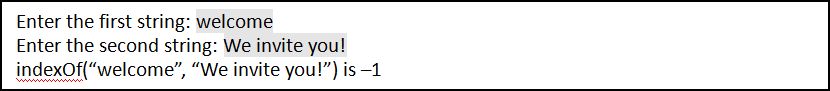 Enter the first string: welcome
Enter the second string: We invite you!
indexOf(“welcome”, “We invite you!”) is –1